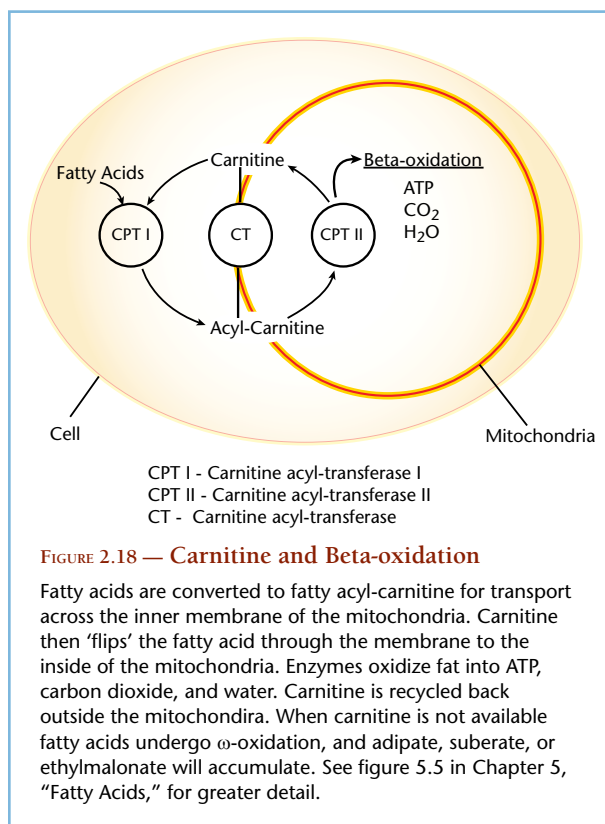 Carnitine
Beta-oxidation
Fatty Acids
ATP
CO2
H2O
CPT I
CT
CPT II
Acyl-Carnitine
Cell
Mitochondria
CPT I - Carnitine acyl-transferase I
CPT II - Carnitine acyl-transferase II
CT - Carnitine acyl-transferase
FIGURE 2.18 — Carnitine and Beta-oxidation
Fatty acids are converted to fatty acyl-carnitine for transport
across the inner membrane of the mitochondria. Carnitine
then ‘flips’ the fatty acid through the membrane to the
inside of the mitochondria. Enzymes oxidize fat into ATP,
carbon dioxide, and water. Carnitine is recycled back
outside the mitochondira. When carnitine is not available
fatty acids undergo ω-oxidation, and adipate, suberate, or
ethylmalonate will accumulate. See figure 5.5 in Chapter 5,
“Fatty Acids,” for greater detail.